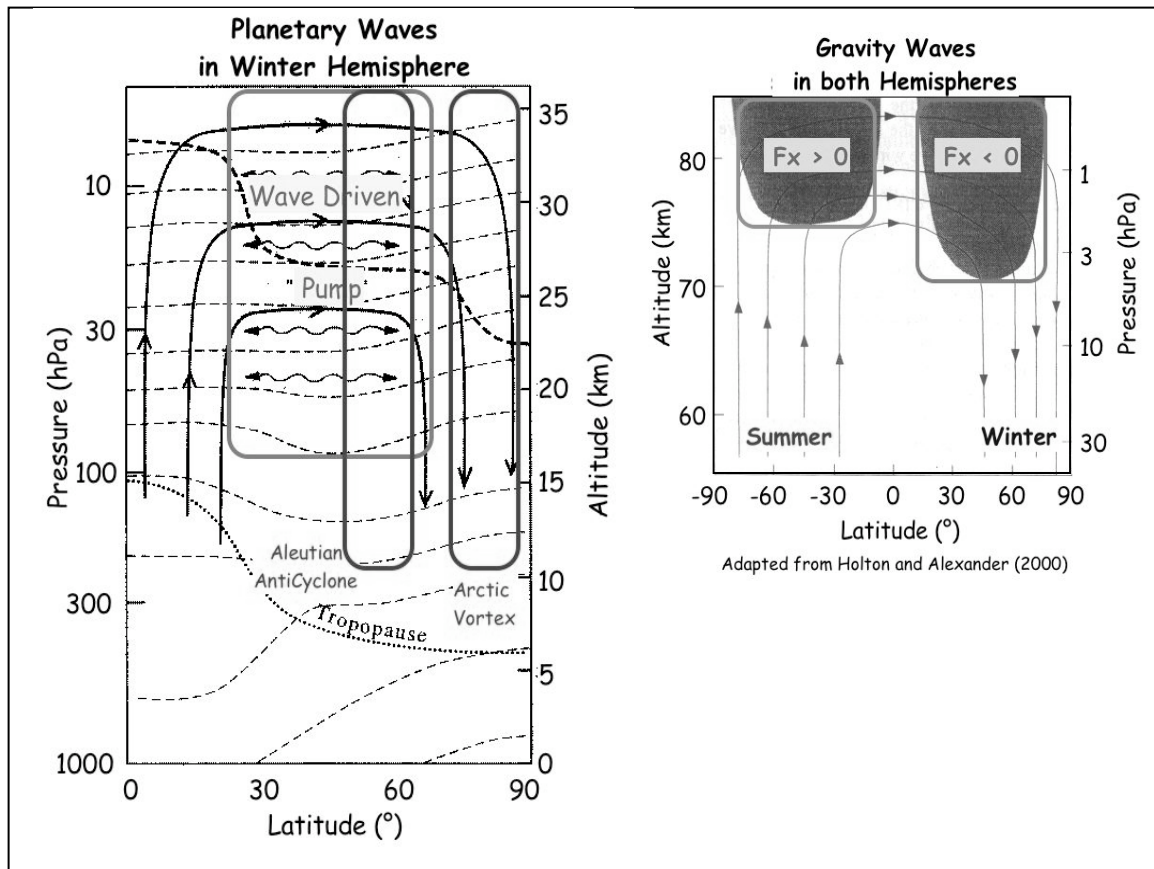 Planetary Waves
in Winter Hemisphere
35
10
30
Wave Driven
"Pump"
25
30
20
Pressure (hPa)
Altitude (km)
100
15
Aleutian
AntiCyclone
10
Arctic
Vortex
300
Tropopause
5
1000
0
0 30 60 90
Latitude (°)
Gravity Waves
in both Hemispheres
Fx > 0
Fx < 0
80
1
Altitude (km)
Pressure (hPa)
3
70
10
60
Summer
Winter
30
-90 -60 -30 0 30 60 90
Latitude (°)
Adapted from Holton and Alexander (2000)